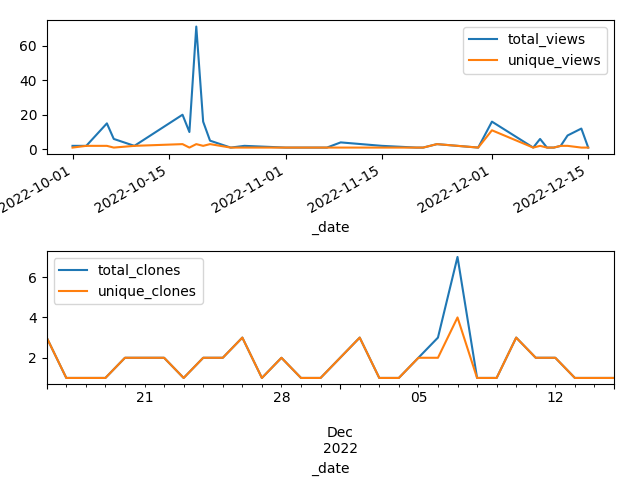 60
40
20
0
total_views
unique_views
2022-10-01
2022-10-15
2022-11-01
2022-11-15
2022-12-01
2022-12-15
_date
6
4
2
total_clones
unique_clones
21
28
05
12
Dec
2022
_date